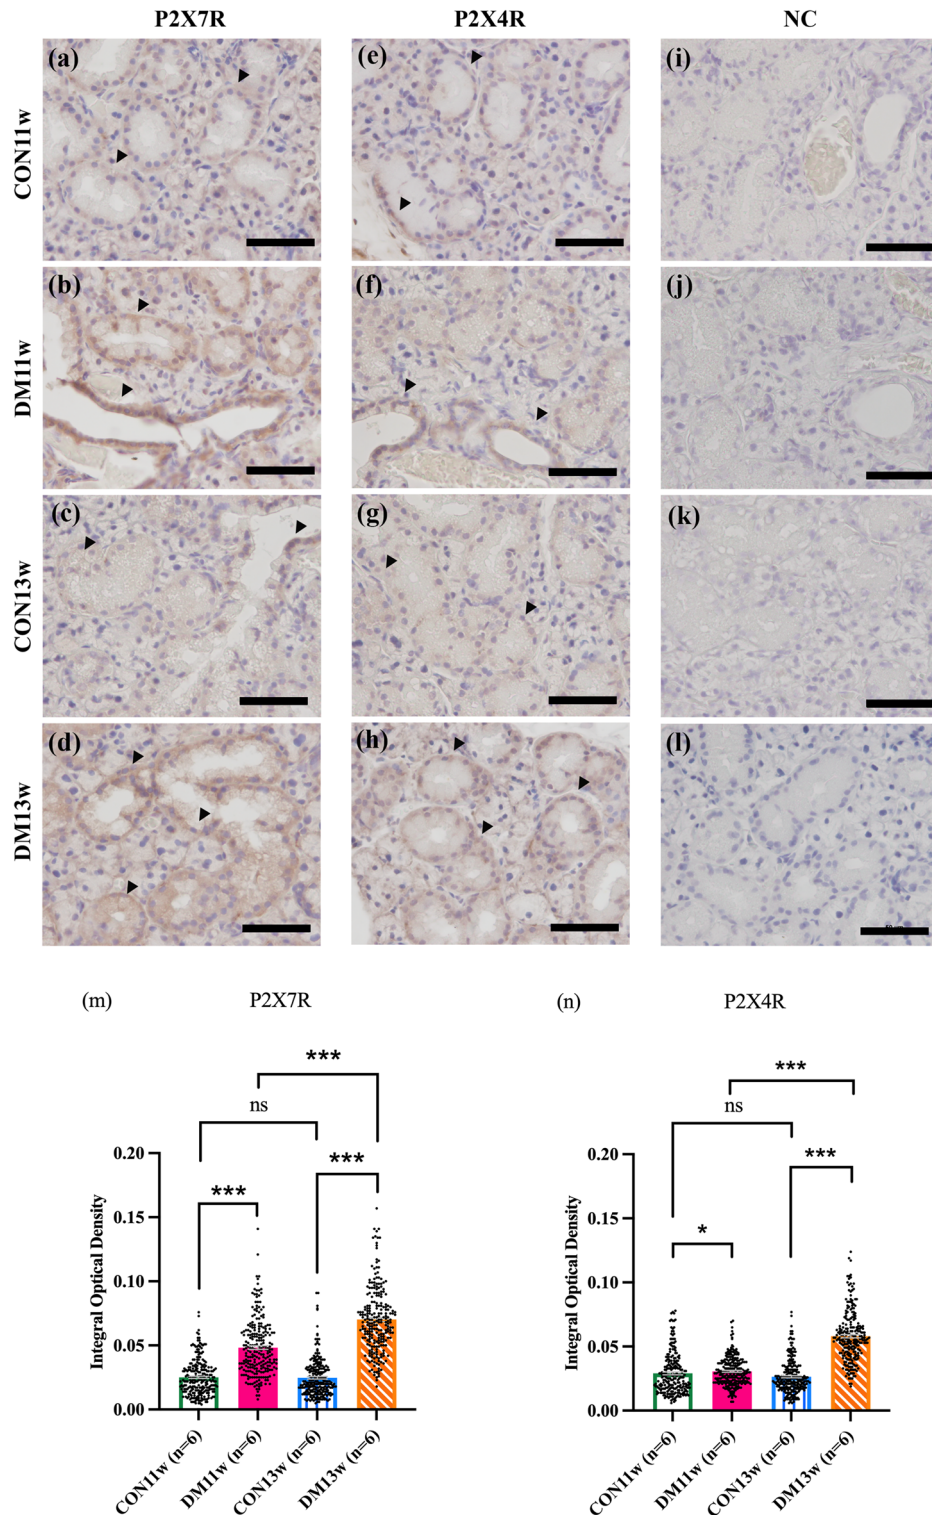 P2X7R P2X4R NC
CON11w
(a) (e) (i)
DM11w
(b) (f) (j)
CON13w
(c) (g) (k)
DM13w
(d) (h) (l)
(m) P2X7R
***
ns
***
***
0.20
0.15
0.10
0.05
0.00
Integral Optical Density
CON11w (n=6)
DM11w (n=6)
CON13w (n=6)
DM13w (n=6)
(n) P2X4R
***
ns
***
*
0.20
0.15
0.10
0.05
0.00
Integral Optical Density
CON11w (n=6)
DM11w (n=6)
CON13w (n=6)
DM13w (n=6)